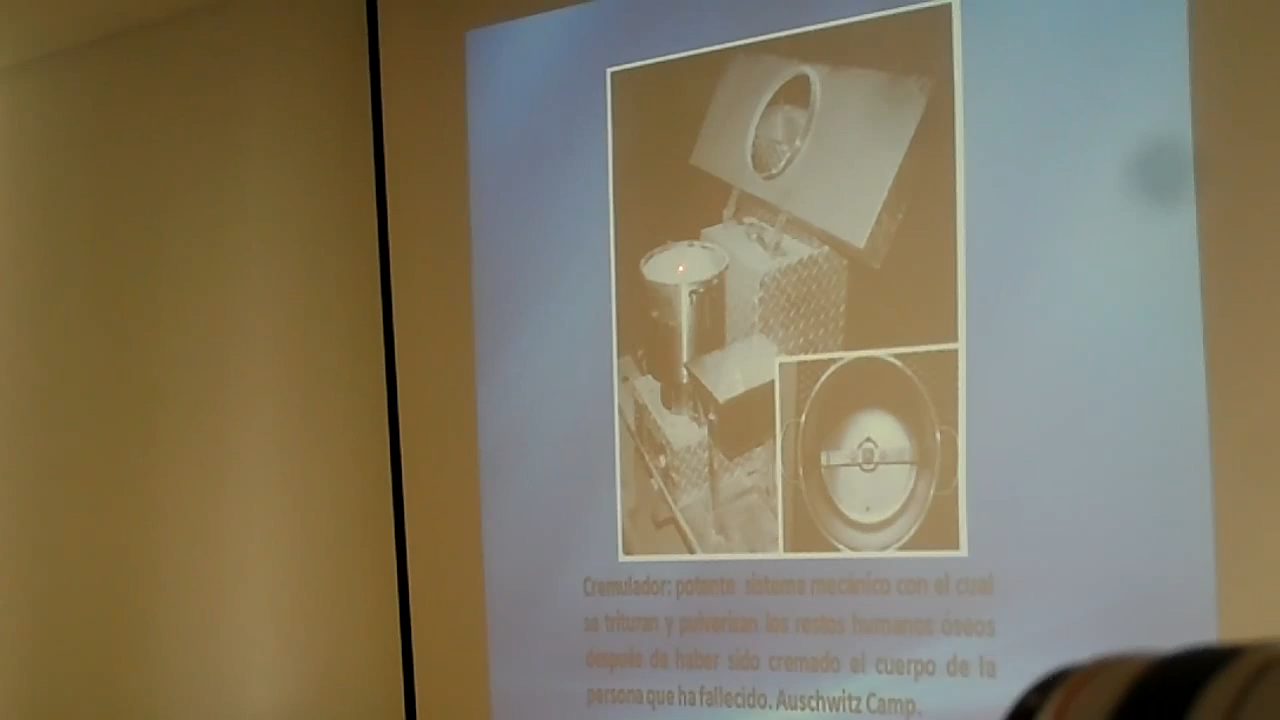 Cremulador: potente sistema mecánico con el cual
se trituran y pulverizan los restos humanos óseos
después de haber sido cremado el cuerpo de la
persona que ha fallecido. Auschwitz Camp.